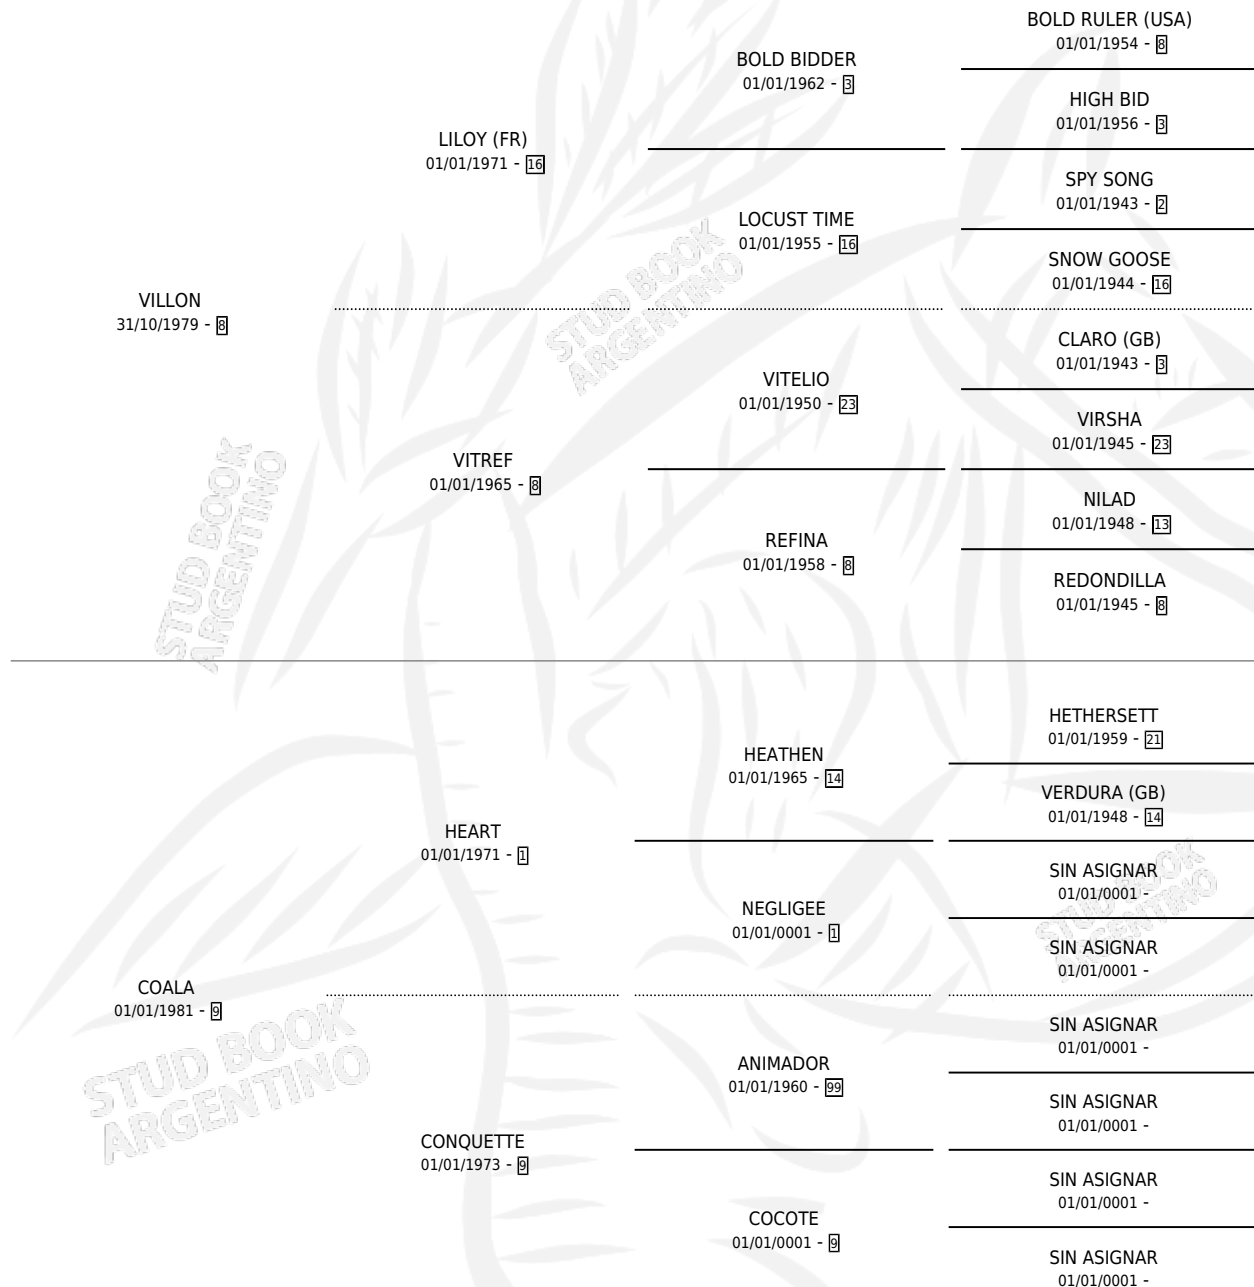 BOLD RULER (USA)
01/01/1954 - 8
BOLD BIDDER
01/01/1962 - 3
HIGH BID
01/01/1956 - 3
LILOY (FR)
01/01/1971 - 16
SPY SONG
01/01/1943 - 2
LOCUST TIME
01/01/1955 - 16
SNOW GOOSE
01/01/1944 - 16
VILLON
31/10/1979 - 8
CLARO (GB)
01/01/1943 - 3
VITELIO
01/01/1950 - 23
VIRSHA
01/01/1945 - 23
VITREF
01/01/1965 - 8
NILAD
01/01/1948 - 13
REFINA
01/01/1958 - 8
REDONDILLA
01/01/1945 - 8
HETHERSETT
01/01/1959 - 21
HEATHEN
01/01/1965 - 14
VERDURA (GB)
01/01/1948 - 14
HEART
01/01/1971 - 1
SIN ASIGNAR
01/01/0001 -
NEGLIGEE
01/01/0001 - 1
SIN ASIGNAR
01/01/0001 -
COALA
01/01/1981 - 9
SIN ASIGNAR
01/01/0001 -
ANIMADOR
01/01/1960 - 99
SIN ASIGNAR
01/01/0001 -
CONQUETTE
01/01/1973 - 9
SIN ASIGNAR
01/01/0001 -
COCOTE
01/01/0001 - 9
SIN ASIGNAR
01/01/0001 -
STUD BOOK
ARGENTINO
STUD BOOK
ARGENTINO
STUD BOOK
ARGENTINO
STUD BOOK
ARGENTINO